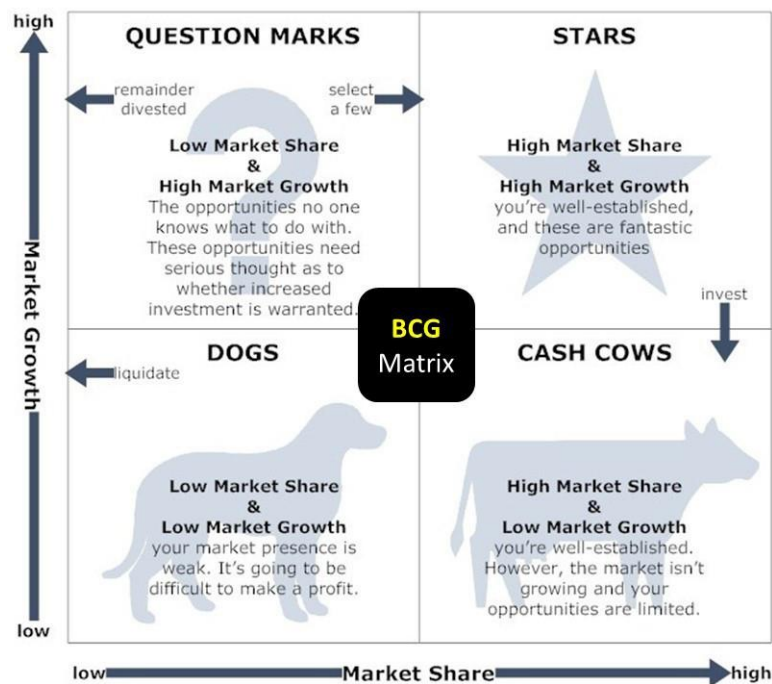 high
QUESTION MARKS
remainder
divested
select
a few
Low Market Share
&
High Market Growth
The opportunities no one
knows what to do with.
These opportunities need
serious thought as to
whether increased
investment is warranted.
STARS
High Market Share
&
High Market Growth
you’re well-established,
and these are fantastic
opportunities
invest
Market Growth
BCG
Matrix
DOGS
liquidate
Low Market Share
&
Low Market Growth
your market presence is
weak. It’s going to be
difficult to make a profit.
CASH COWS
High Market Share
&
Low Market Growth
you’re well-established.
However, the market isn’t
growing and your
opportunities are limited.
low
low
Market Share
high